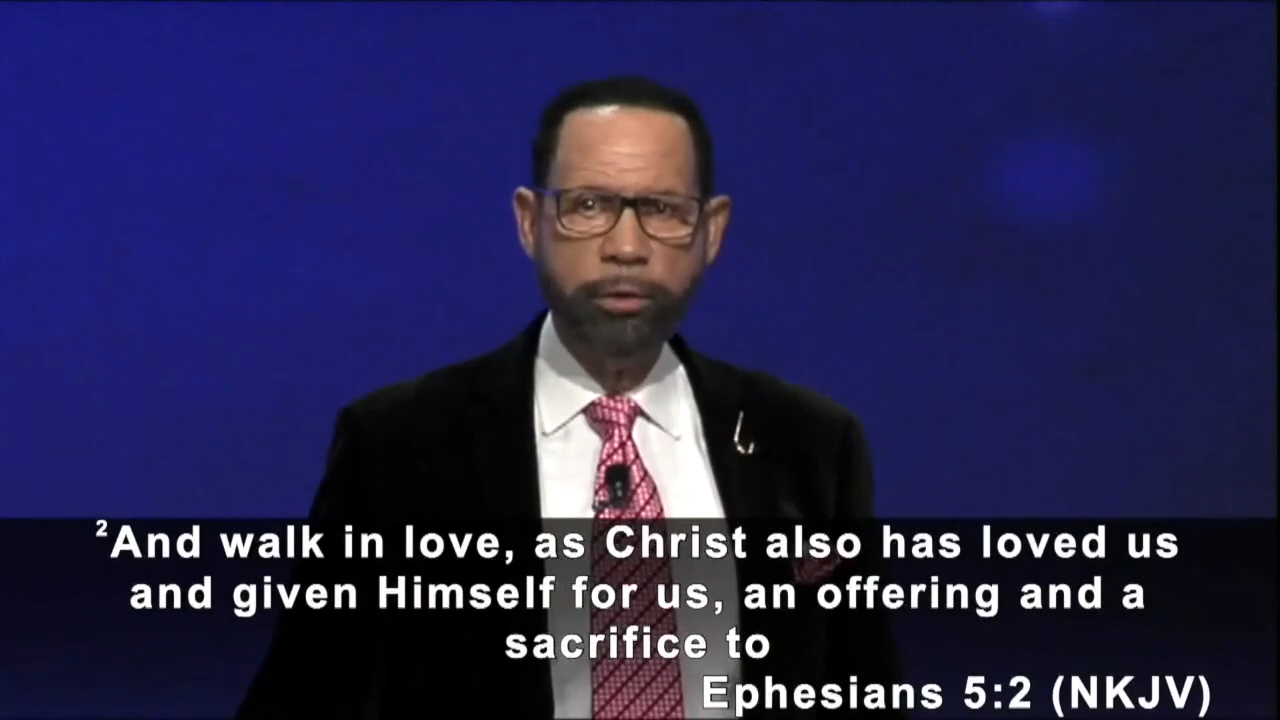 ²And walk in love, as Christ also has loved us
and given Himself for us, an offering and a
sacrifice to
Ephesians 5:2 (NKJV)